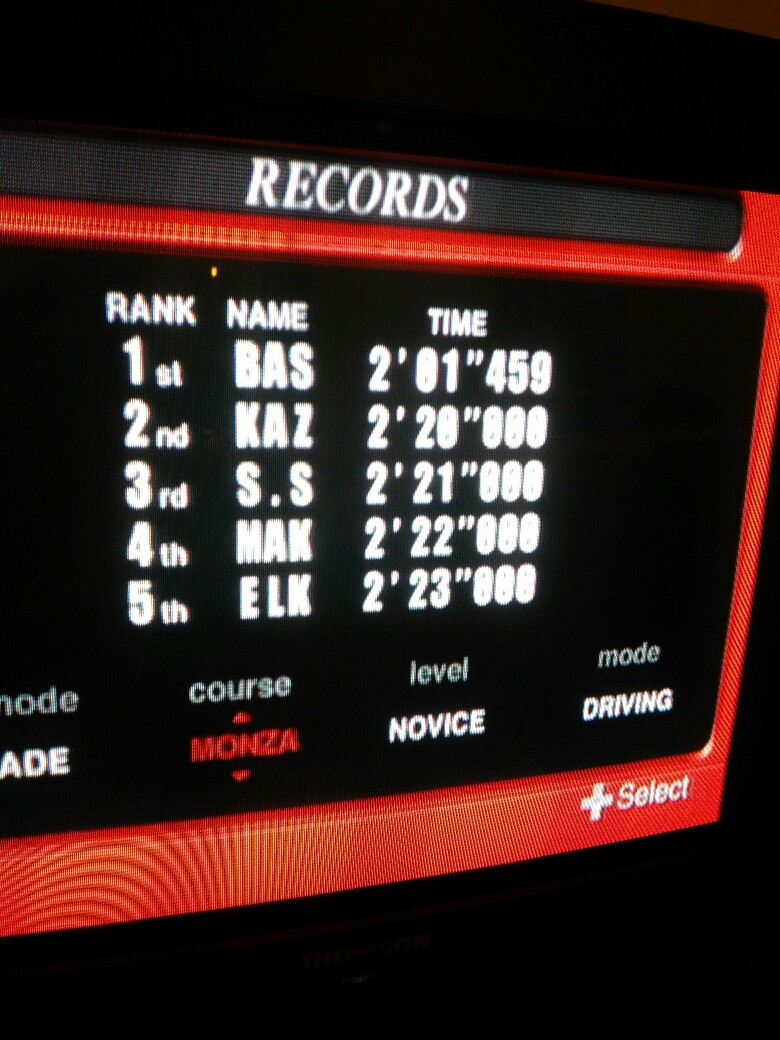 RECORDS
RANK NAME TIME
1st BAS 2'01"459
2nd KAZ 2'20"000
3rd S.S 2'21"000
4th MAK 2'22"000
5th ELK 2'23"000
mode course level mode
ADE MONZA NOVICE DRIVING
Select
THOMSON